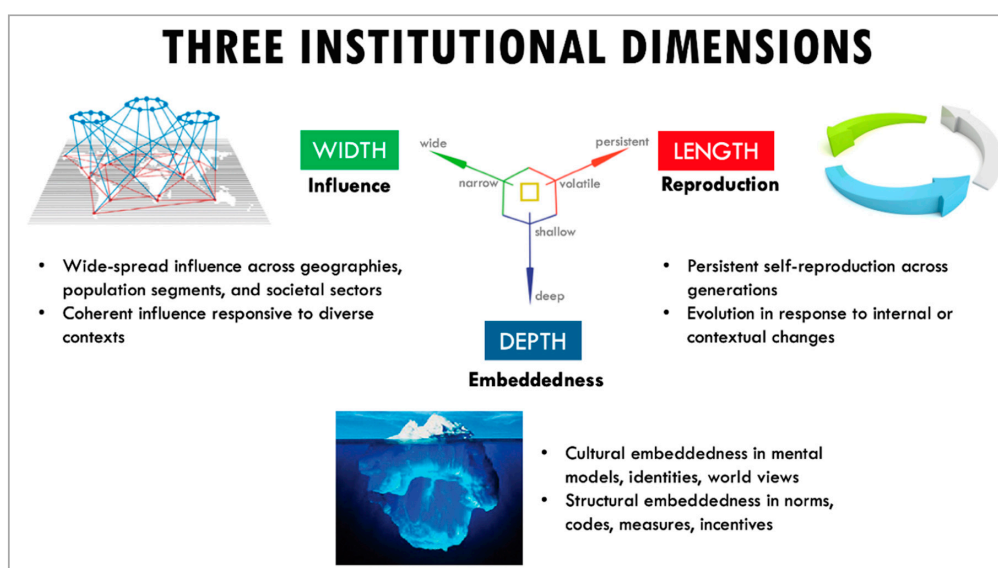 THREE INSTITUTIONAL DIMENSIONS
WIDTH
Influence
wide
narrow
persistent
volatile
shallow
deep
LENGTH
Reproduction
• Wide-spread influence across geographies,
population segments, and societal sectors
• Coherent influence responsive to diverse
contexts
• Persistent self-reproduction across
generations
• Evolution in response to internal or
contextual changes
DEPTH
Embeddedness
• Cultural embeddedness in mental
models, identities, world views
• Structural embeddedness in norms,
codes, measures, incentives